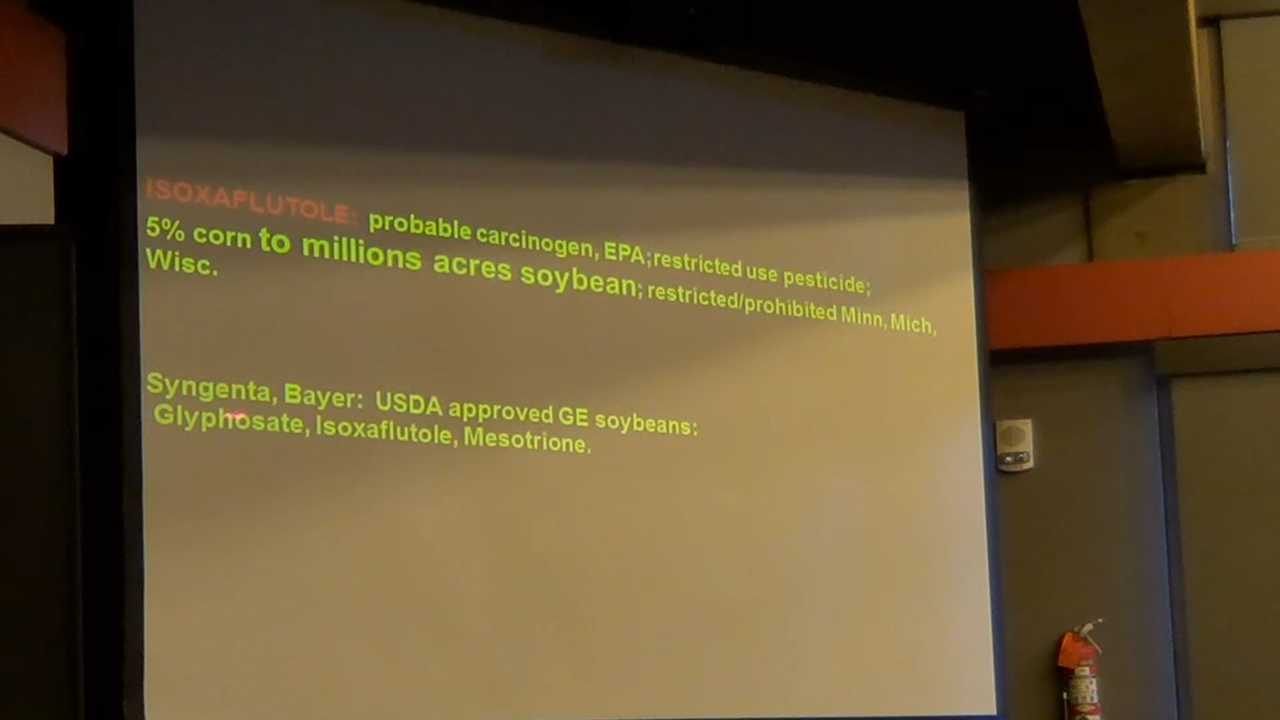 ISOXAFLUTOLE: probable carcinogen, EPA; restricted use pesticide;
5% corn to millions acres soybean; restricted/prohibited Minn, Mich,
Wisc.
Syngenta, Bayer: USDA approved GE soybeans:
Glyphosate, Isoxaflutole, Mesotrione.